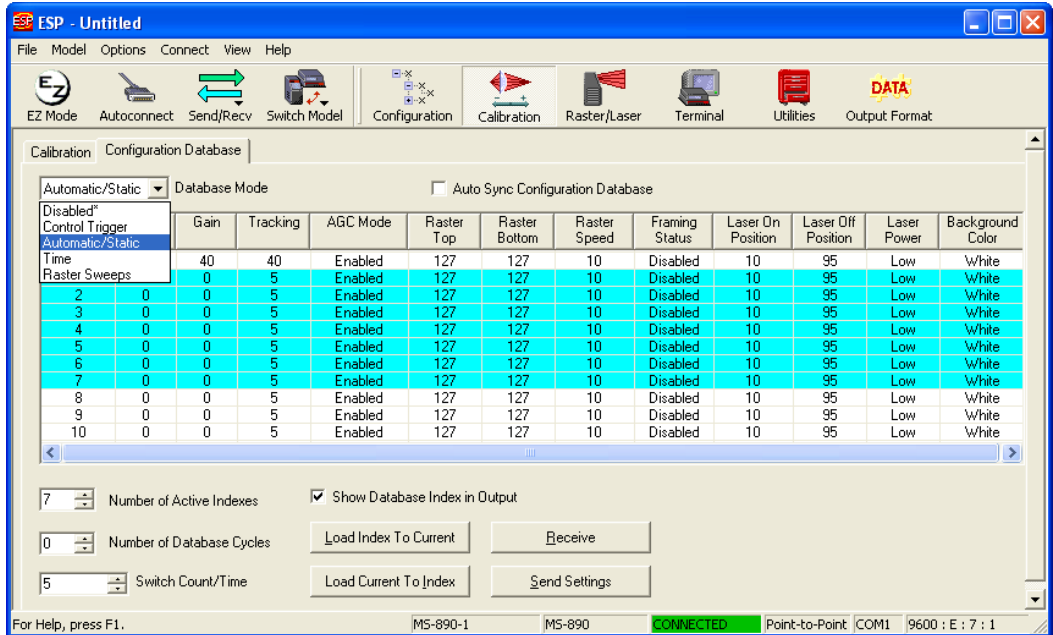 ESP - Untitled
File Model Options Connect View Help
EZ Mode Autoconnect Send/Recv Switch Model Configuration Calibration Raster/Laser Terminal Utilities DATA Output Format
Calibration Configuration Database
Automatic/Static Database Mode Auto Sync Configuration Database
Disabled*
Control Trigger
Automatic/Static
Time
Raster Sweeps
Gain Tracking AGC Mode Raster Top Raster Bottom Raster Speed Framing Status Laser On Position Laser Off Position Laser Power Background Color
40 40 Enabled 127 127 10 Disabled 10 95 Low White
0 5 Enabled 127 127 10 Disabled 10 95 Low White
2 0 0 5 Enabled 127 127 10 Disabled 10 95 Low White
3 0 0 5 Enabled 127 127 10 Disabled 10 95 Low White
4 0 0 5 Enabled 127 127 10 Disabled 10 95 Low White
5 0 0 5 Enabled 127 127 10 Disabled 10 95 Low White
6 0 0 5 Enabled 127 127 10 Disabled 10 95 Low White
7 0 0 5 Enabled 127 127 10 Disabled 10 95 Low White
8 0 0 5 Enabled 127 127 10 Disabled 10 95 Low White
9 0 0 5 Enabled 127 127 10 Disabled 10 95 Low White
10 0 0 5 Enabled 127 127 10 Disabled 10 95 Low White
7 Number of Active Indexes Show Database Index in Output
0 Number of Database Cycles Load Index To Current Receive
5 Switch Count/Time Load Current To Index Send Settings
For Help, press F1. MS-890-1 MS-890 CONNECTED Point-to-Point COM1 9600 : E : 7 : 1